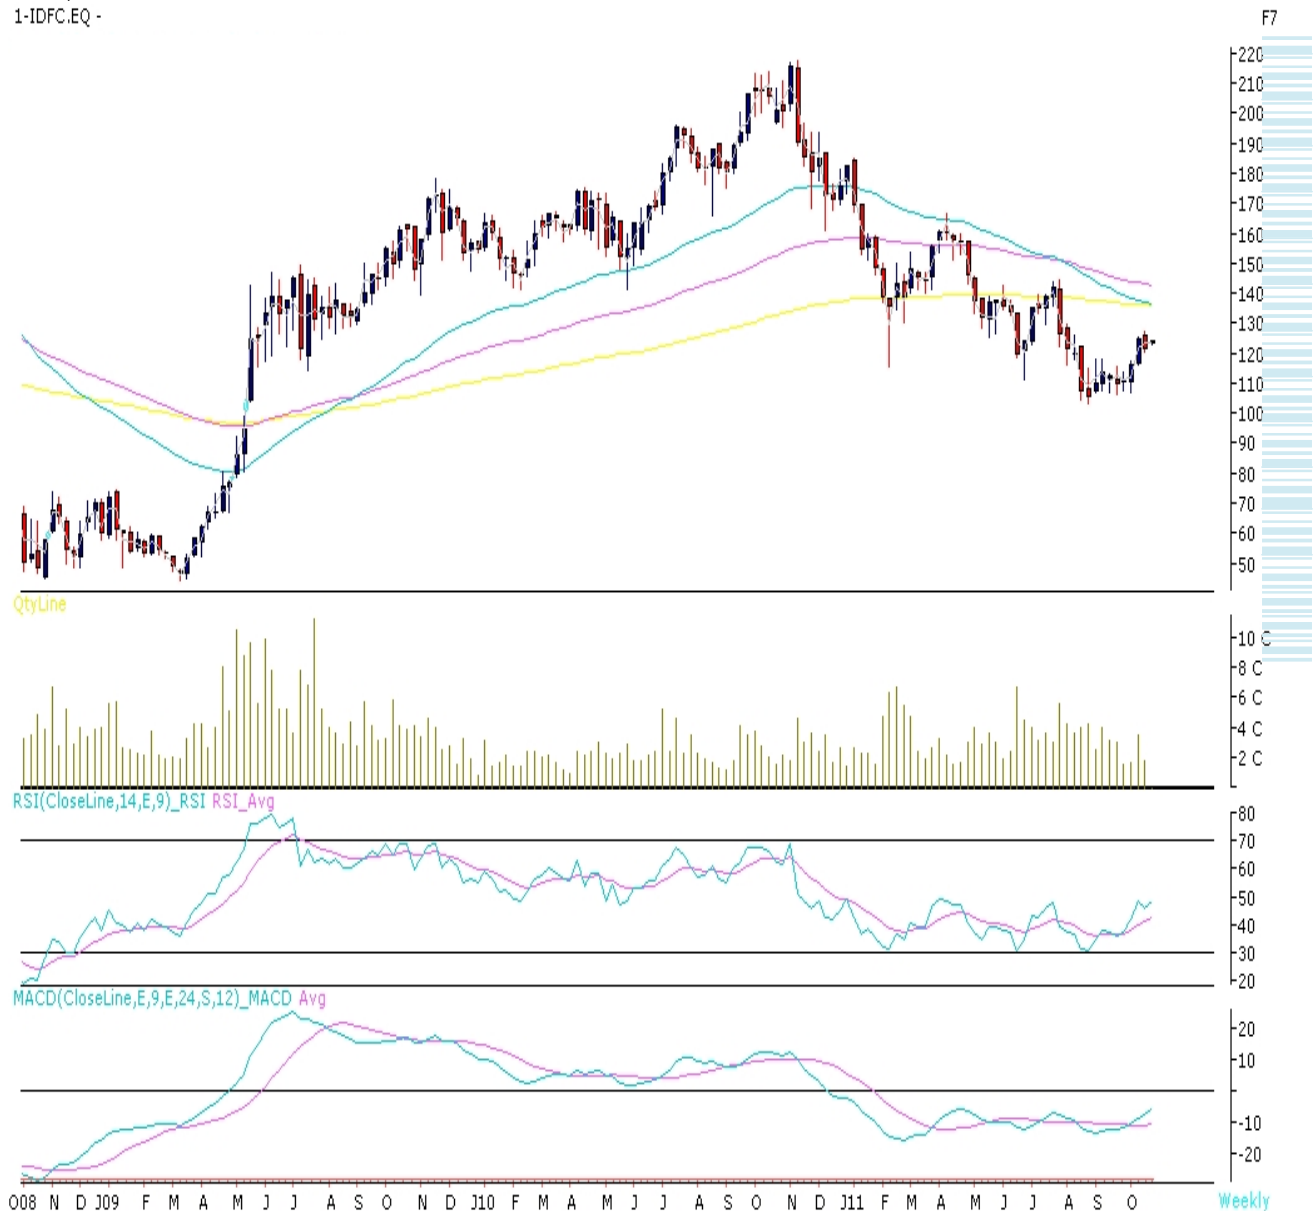 1-IDFC.EQ -
F7
220
210
200
190
180
170
160
150
140
130
120
110
100
90
80
70
60
50
QtyLine
10 C
8 C
6 C
4 C
2 C
RSI(CloseLine,14,E,9)_RSI RSI_Avg
80
70
60
50
40
30
20
MACD(CloseLine,E,9,E,24,S,12)_MACD Avg
20
10
-10
-20
O08 N D J09 F M A M J J A S O N D J10 F M A M J J A S O N D J11 F M A M J J A S O
Weekly